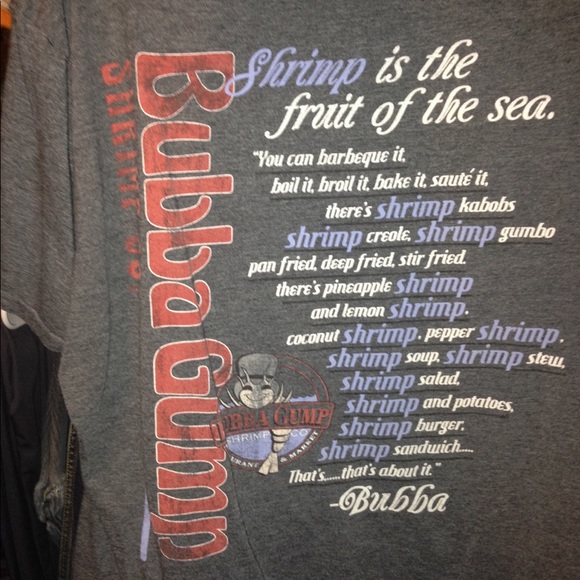 Shrimp is the
fruit of the sea.
"You can barbeque it,
boil it, broil it, bake it, sauté it,
there's shrimp kabobs
shrimp creole, shrimp gumbo
pan fried, deep fried, stir fried.
there's pineapple shrimp
and lemon shrimp.
coconut shrimp, pepper shrimp,
shrimp soup, shrimp stew,
shrimp salad,
shrimp and potatoes,
shrimp burger.
shrimp sandwich....
That's.....that's about it."
-Bubba
Bubba Gump
GUMP
SHRIMP CO
& MARKET